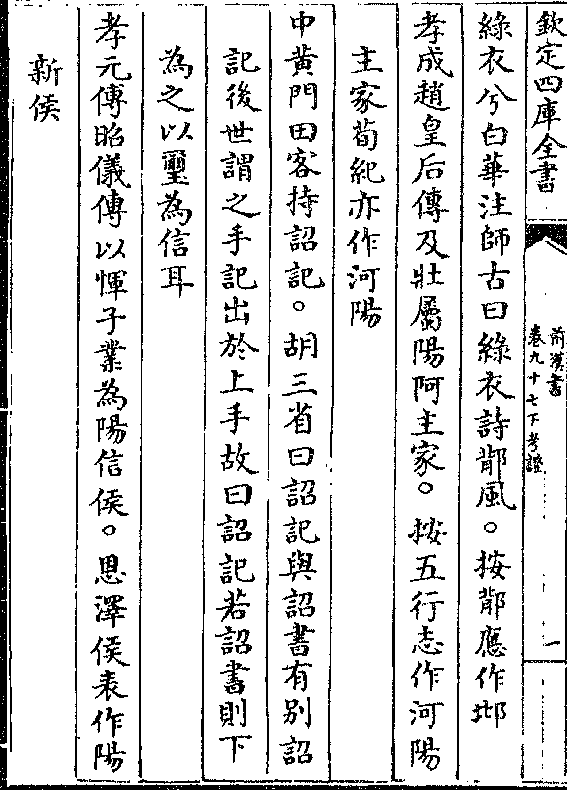 欽定四庫全書
前漢書
卷九十七下考證
一
綠衣兮白華注師古曰綠衣詩鄁風。按鄁應作邶
孝成趙皇后傳及壯屬陽阿主家。按五行志作河陽
主家荀紀亦作河陽
中黃門田客持詔記。胡三省曰詔記與詔書有別詔
記後世謂之手記出於上手故曰詔記若詔書則下
為之以璽為信耳
孝元傅昭儀傳以惲子業為陽信侯。恩澤侯表作陽
新侯